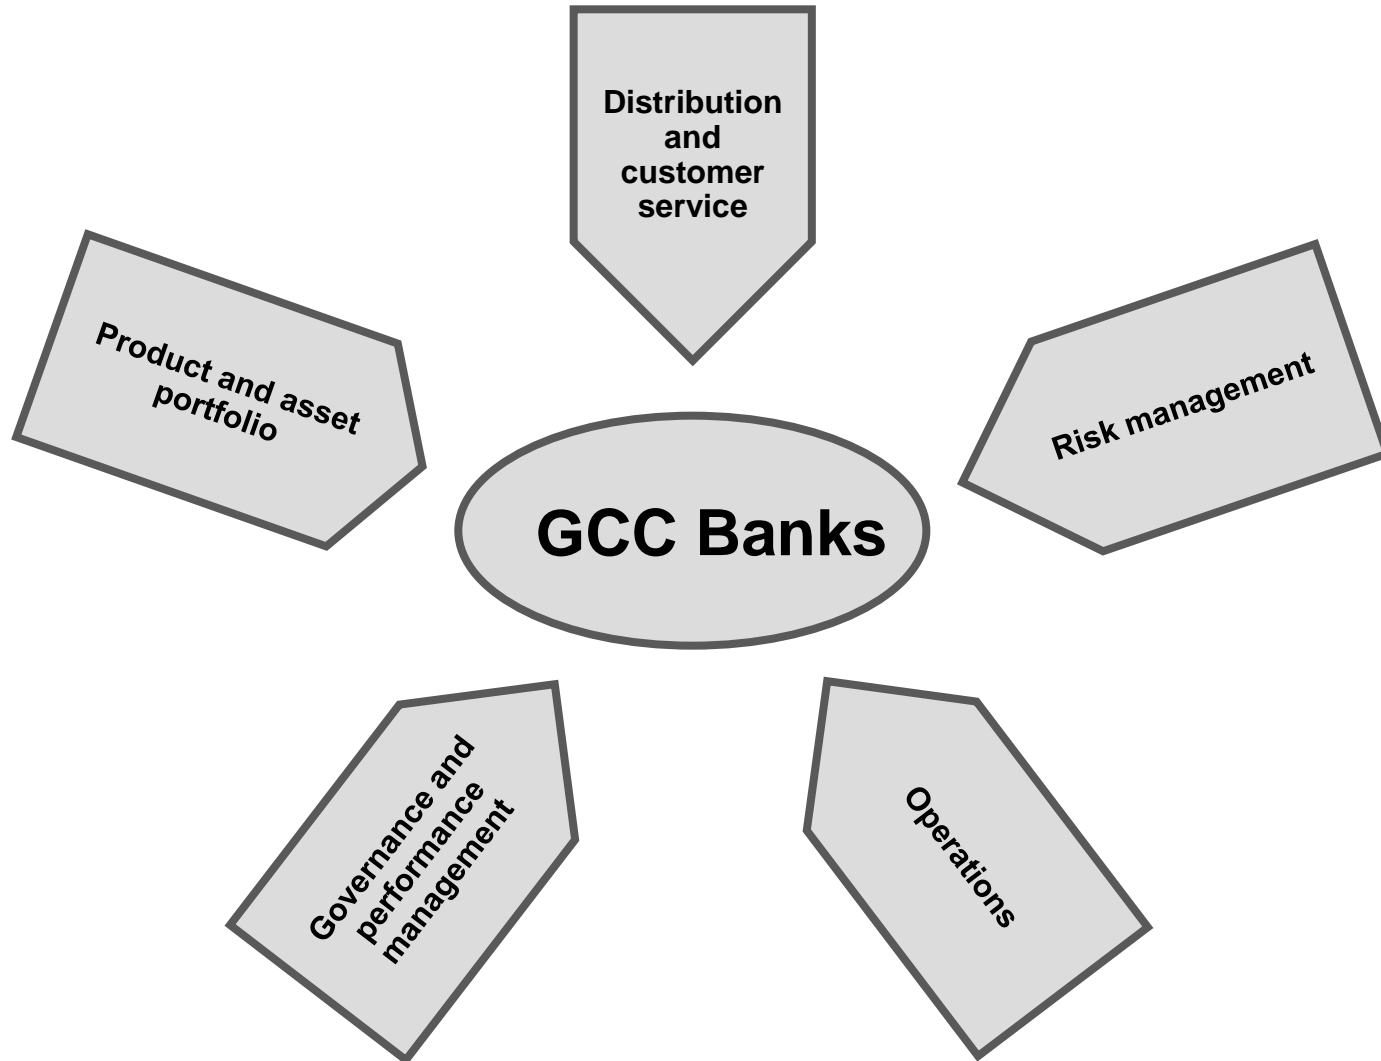 Distribution
and
customer
service
Product and asset
portfolio
Risk management
GCC Banks
Governance and
performance
management
Operations